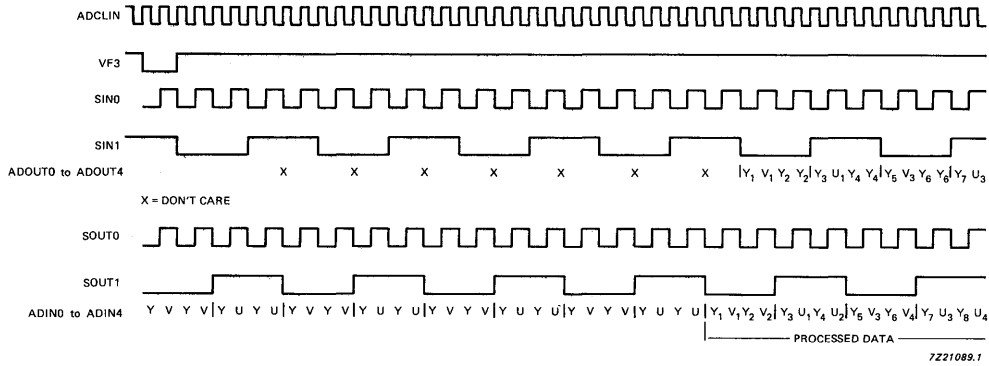 ADCLIN
VF3
SIN0
SIN1
ADOUT0 to ADOUT4 X X X X X X X |Y1 V1 Y2 Y2|Y3 U1 Y4 Y4|Y5 V3 Y6 Y6|Y7 U3
X = DON'T CARE
SOUT0
SOUT1
ADIN0 to ADIN4 Y V Y V|Y U Y U|Y V Y V|Y U Y U|Y V Y V|Y U Y U|Y V Y V|Y U Y U|Y1 V1 Y2 V2|Y3 U1 Y4 U2|Y5 V3 Y6 V4|Y7 U3 Y8 U4
PROCESSED DATA
7Z21089.1